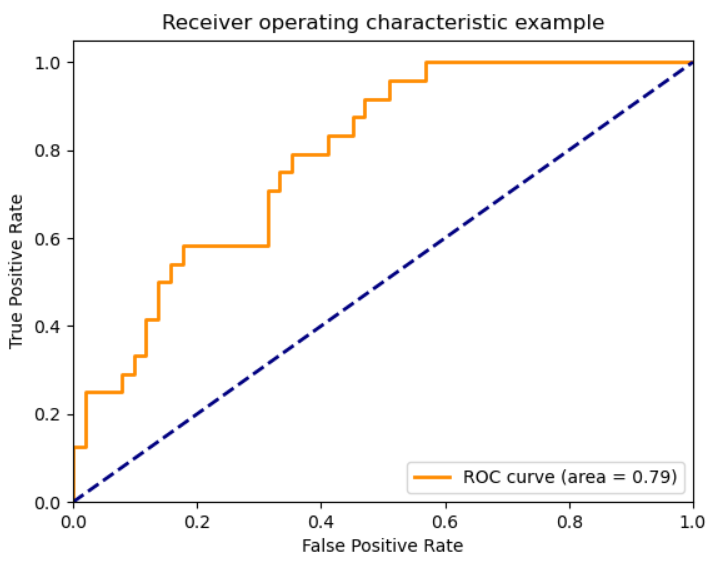 Receiver operating characteristic example
1.0
0.8
0.6
0.4
0.2
0.0
True Positive Rate
ROC curve (area = 0.79)
0.0 0.2 0.4 0.6 0.8 1.0
False Positive Rate